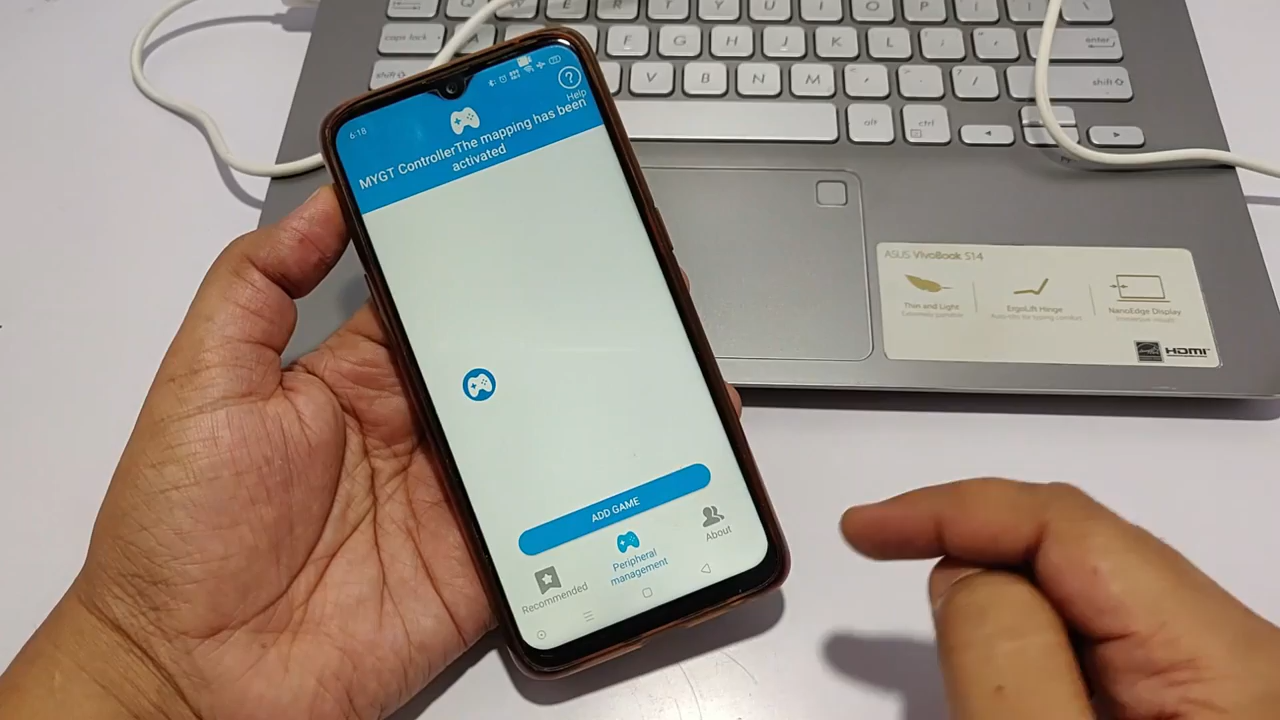 Q W E R T Y U I O P
caps lock F G H J K L enter
shift V B N M shift
alt ctrl
6:18
Help
MYGT ControllerThe mapping has been
activated
ADD GAME
Recommended
Peripheral
management
About
ASUS VivoBook S14
Thin and Light
ErgoLift Hinge
NanoEdge Display
HDMI